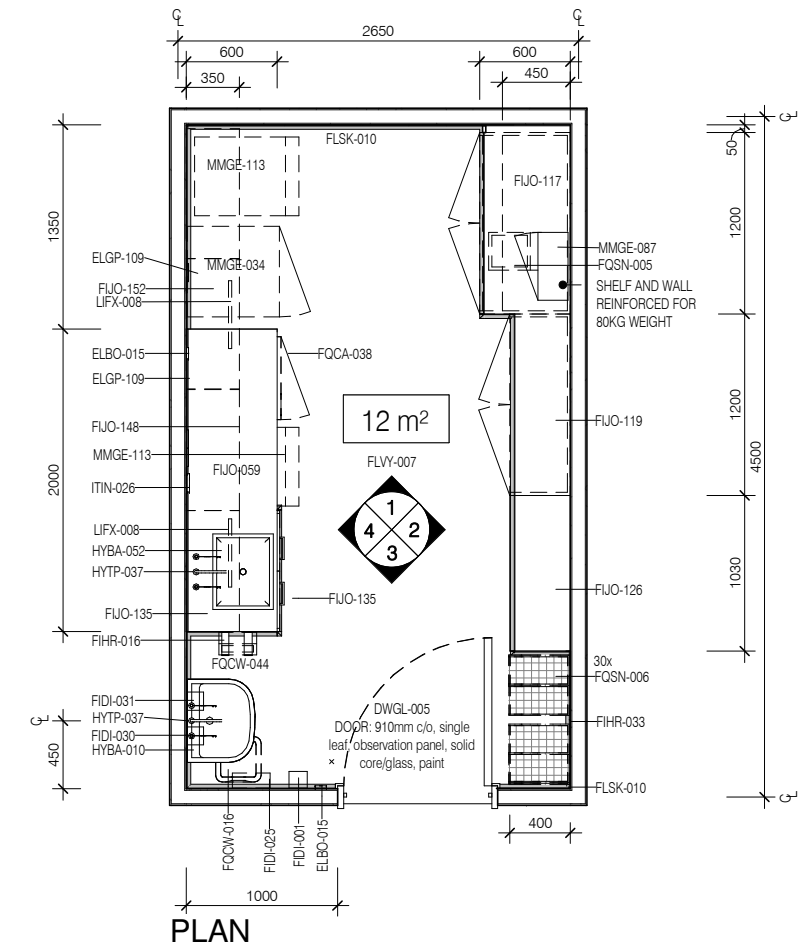 ℄
℄
2650
600
600
350
450
FLSK-010
MMGE-113
FIJO-117
50
℄
1350
1200
ELGP-109
MMGE-034
MMGE-087
FIJO-152
FQSN-005
LIFX-008
SHELF AND WALL
REINFORCED FOR
80KG WEIGHT
ELBO-015
FQCA-038
ELGP-109
12 m²
1200
FIJO-148
FIJO-119
MMGE-113
4500
FIJO-059
FLVY-007
2000
ITIN-026
1
4 2
3
LIFX-008
HYBA-052
HYTP-037
1030
FIJO-135
FIJO-135
FIJO-126
FIHR-016
FQCW-044
30x
FQSN-006
FIDI-031
HYTP-037
FIDI-030
HYBA-010
℄
450
DWGL-005
DOOR: 910mm c/o, single
leaf, observation panel, solid
core/glass, paint
x
FIHR-033
FLSK-010
℄
FQCW-016
FIDI-025
FIDI-001
ELBO-015
400
1000
PLAN